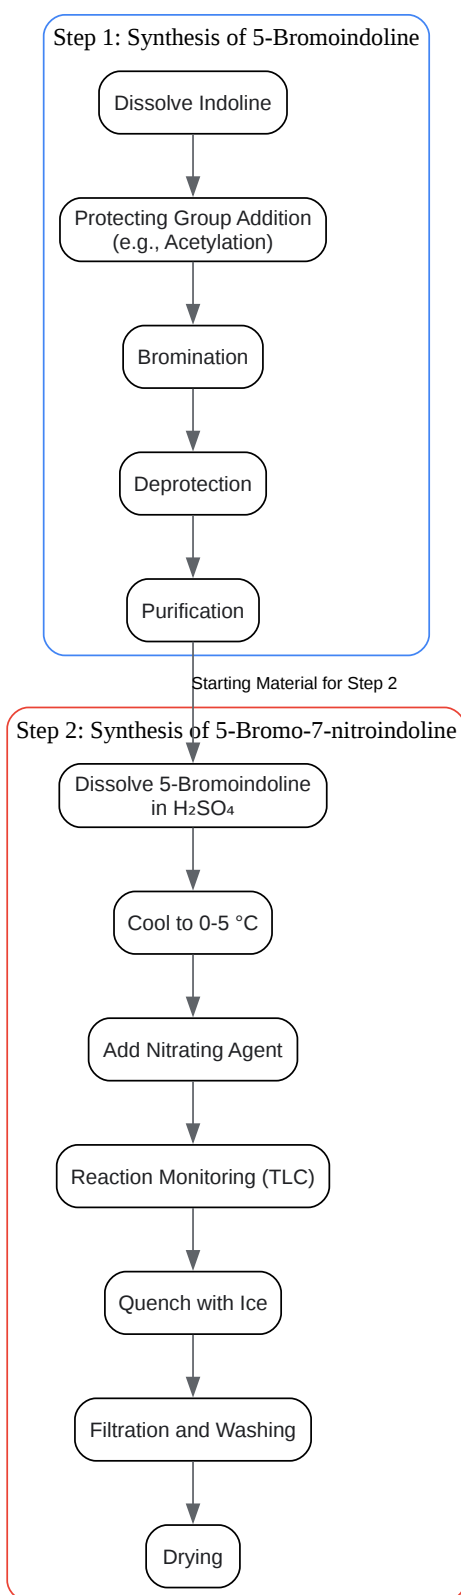 Step 1: Synthesis of 5-Bromoindoline
Dissolve Indoline
Protecting Group Addition
(e.g., Acetylation)
Bromination
Deprotection
Purification
Starting Material for Step 2
Step 2: Synthesis of 5-Bromo-7-nitroindoline
Dissolve 5-Bromoindoline
in H₂SO₄
Cool to 0-5 °C
Add Nitrating Agent
Reaction Monitoring (TLC)
Quench with Ice
Filtration and Washing
Drying